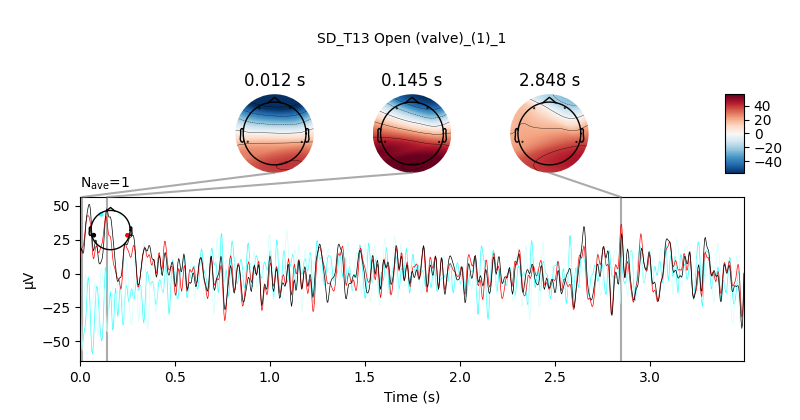 SD_T13 Open (valve)_(1)_1
0.012 s 0.145 s 2.848 s
40
20
0
−20
−40
Nave=1
50
25
0
−25
−50
µV
0.0 0.5 1.0 1.5 2.0 2.5 3.0
Time (s)